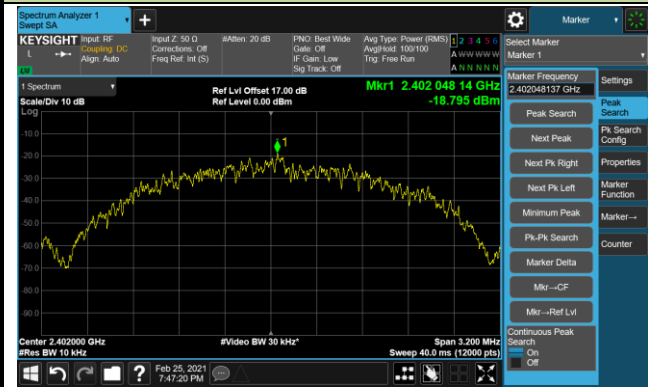 Spectrum Analyzer 1
Swept SA
+
Marker
KEYSIGHT Input: RF Input Z: 50 Ω #Atten: 20 dB PNO: Best Wide Avg Type: Power (RMS) 1 2 3 4 5 6
L Coupling: DC Corrections: Off Gate: Off Avg|Hold: 100/100 A W W W W W
Align: Auto Freq Ref: Int (S) IF Gain: Low Trig: Free Run
Sig Track: Off A N N N N N
Select Marker
Marker 1
1 Spectrum
Ref Lvl Offset 17.00 dB Mkr1 2.402 048 14 GHz
Scale/Div 10 dB Ref Level 0.00 dBm -18.795 dBm
Log
-10.0
-20.0
-30.0
-40.0
-50.0
-60.0
-70.0
-80.0
-90.0
1
Center 2.402000 GHz #Video BW 30 kHz* Span 3.200 MHz
#Res BW 10 kHz Sweep 40.0 ms (12000 pts)
Marker Frequency
2.402048137 GHz
Peak Search
Next Peak
Next Pk Right
Next Pk Left
Minimum Peak
Pk-Pk Search
Marker Delta
Mkr→CF
Mkr→Ref Lvl
Continuous Peak
Search
On
Off
Settings
Peak
Search
Pk Search
Config
Properties
Marker
Function
Marker→
Counter
?
Feb 25, 2021
7:47:20 PM